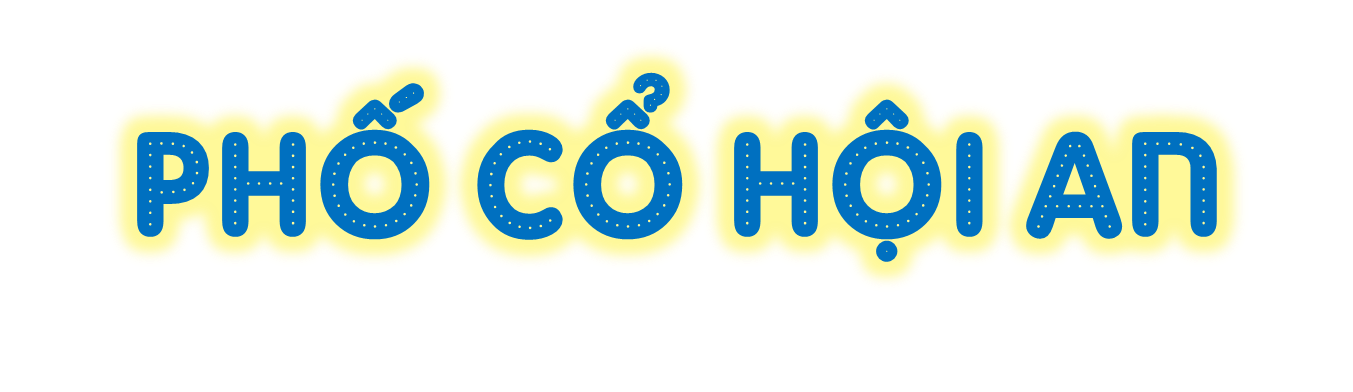 PHỐ CỔ HỘI AN